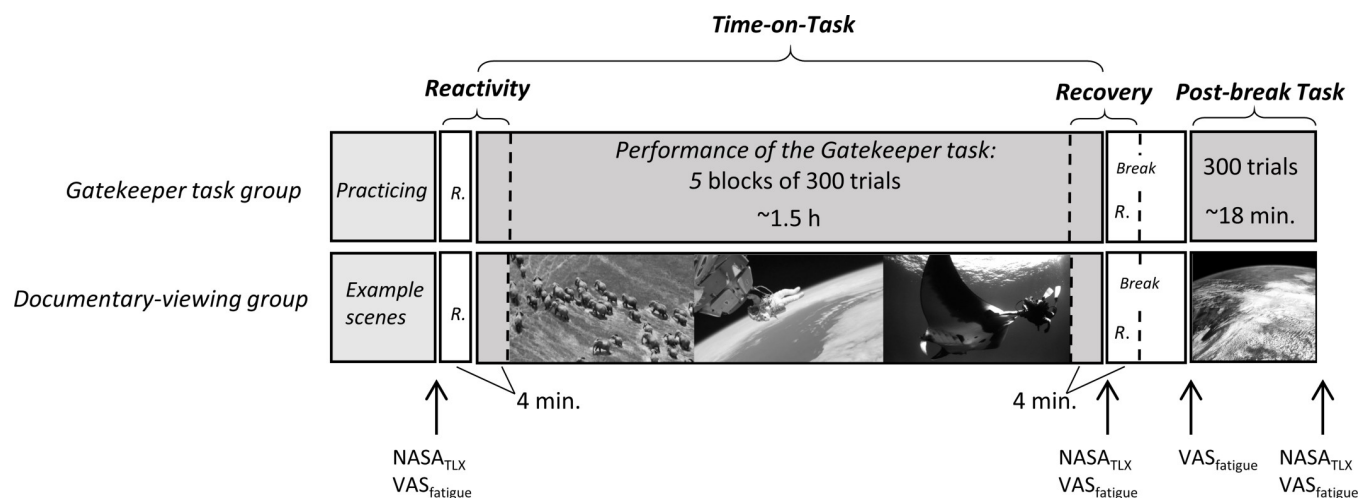 Time-on-Task
Reactivity
Recovery
Post-break Task
Gatekeeper task group
Practicing
R.
Performance of the Gatekeeper task:
5 blocks of 300 trials
~1.5 h
Break
R.
300 trials
~18 min.
Documentary-viewing group
Example
scenes
R.
Break
R.
4 min.
4 min.
NASATLX
VASfatigue
NASATLX
VASfatigue
VASfatigue
NASATLX
VASfatigue